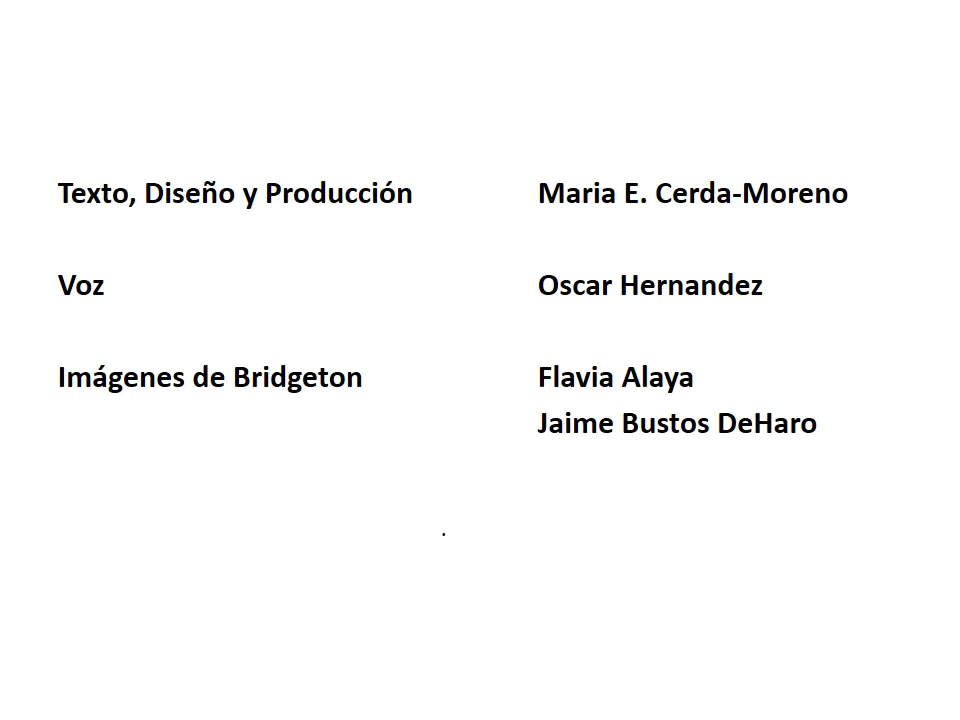 Texto, Diseño y Producción Maria E. Cerda-Moreno
Voz Oscar Hernandez
Imágenes de Bridgeton Flavia Alaya
Jaime Bustos DeHaro
.